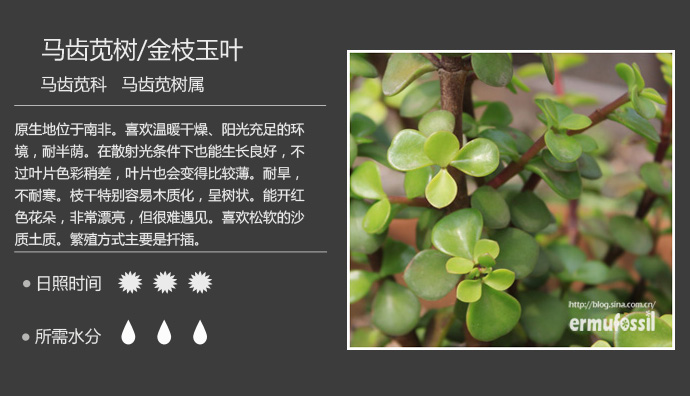 马齿苋树/金枝玉叶
马齿苋科 马齿苋树属
原生地位于南非。喜欢温暖干燥、阳光充足的环
境，耐半荫。在散射光条件下也能生长良好，不
过叶片色彩稍差，叶片也会变得比较薄。耐旱，
不耐寒。枝干特别容易木质化，呈树状。能开红
色花朵，非常漂亮，但很难遇见。喜欢松软的沙
质土质。繁殖方式主要是扦插。
日照时间
所需水分
http://blog.sina.com.cn/
ermufossil